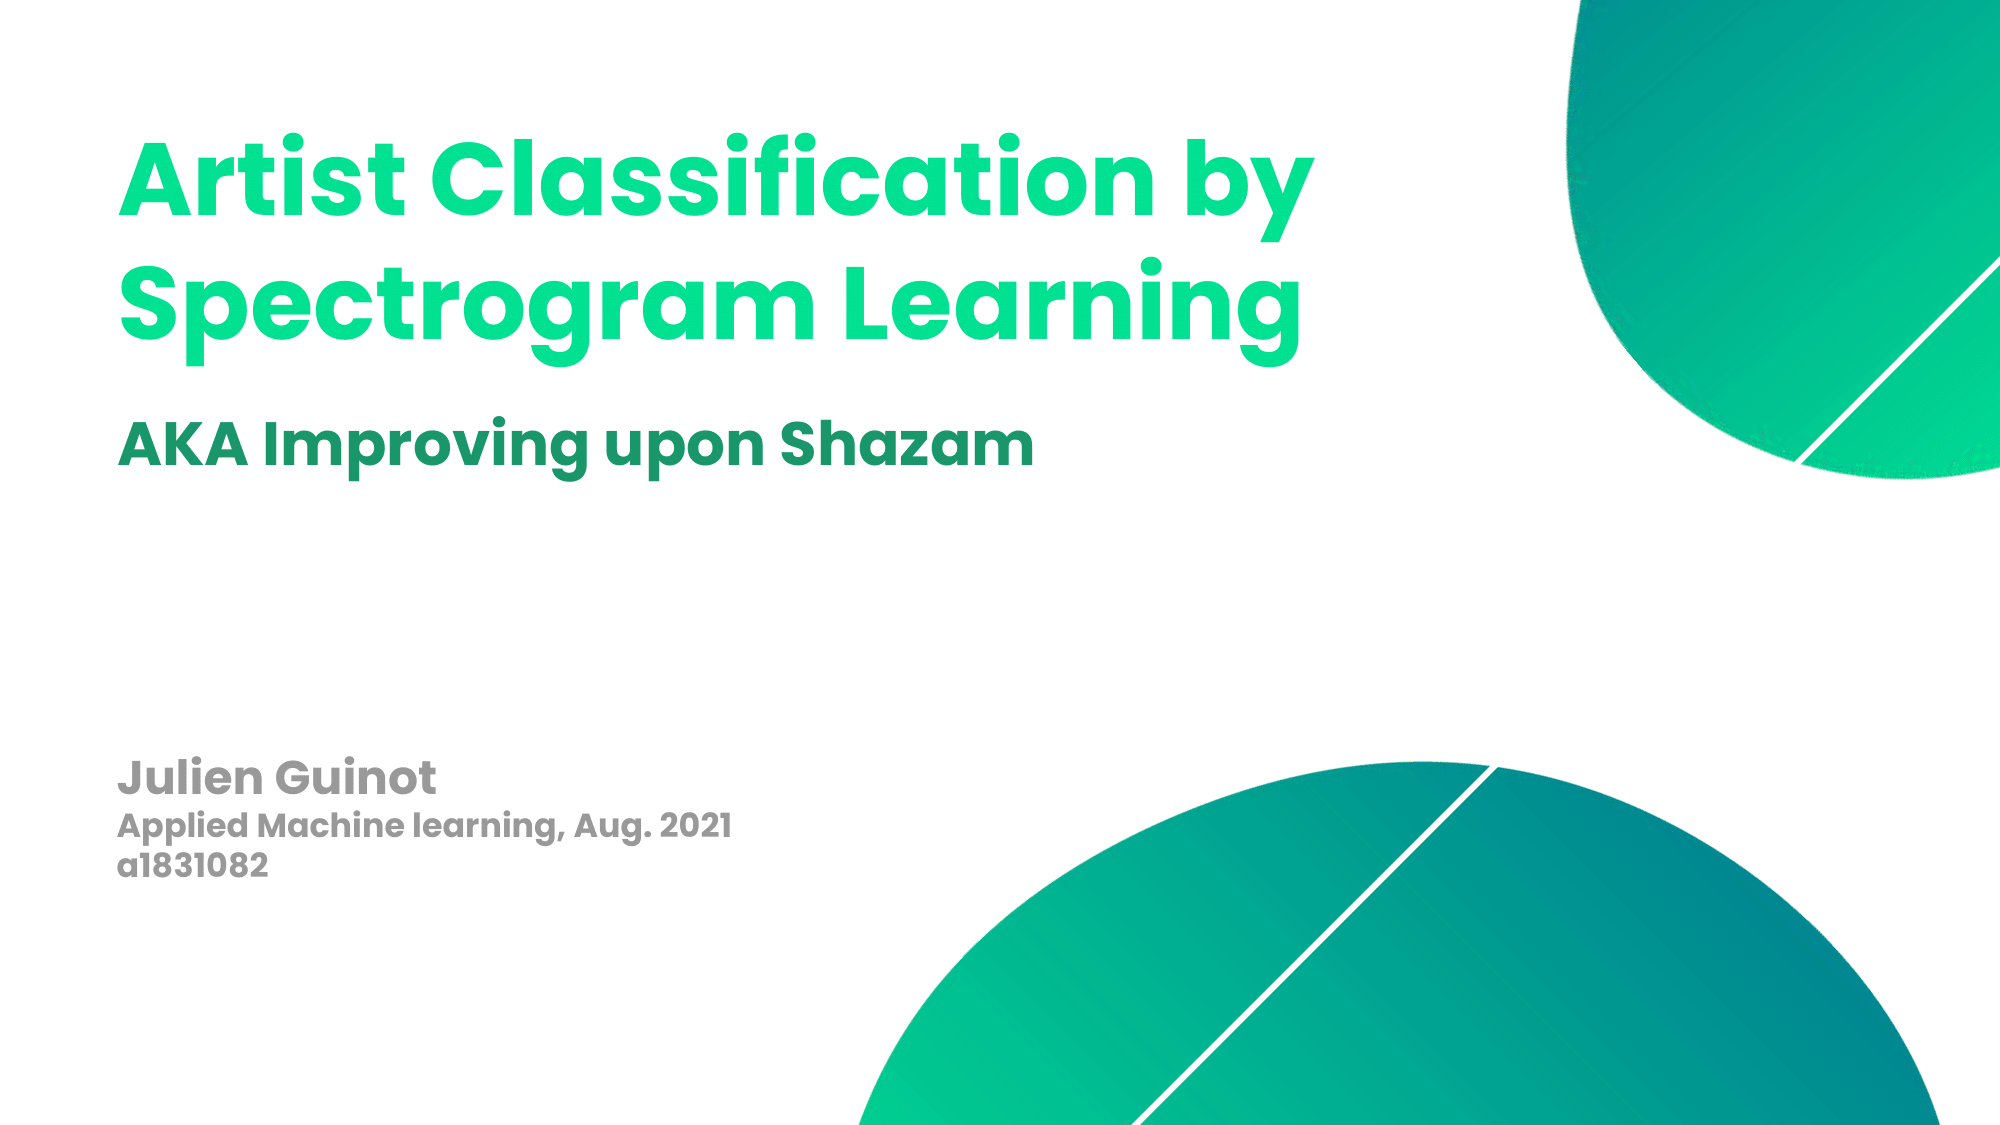 Artist Classification by
Spectrogram Learning
AKA Improving upon Shazam
Julien Guinot
Applied Machine learning, Aug. 2021
a1831082